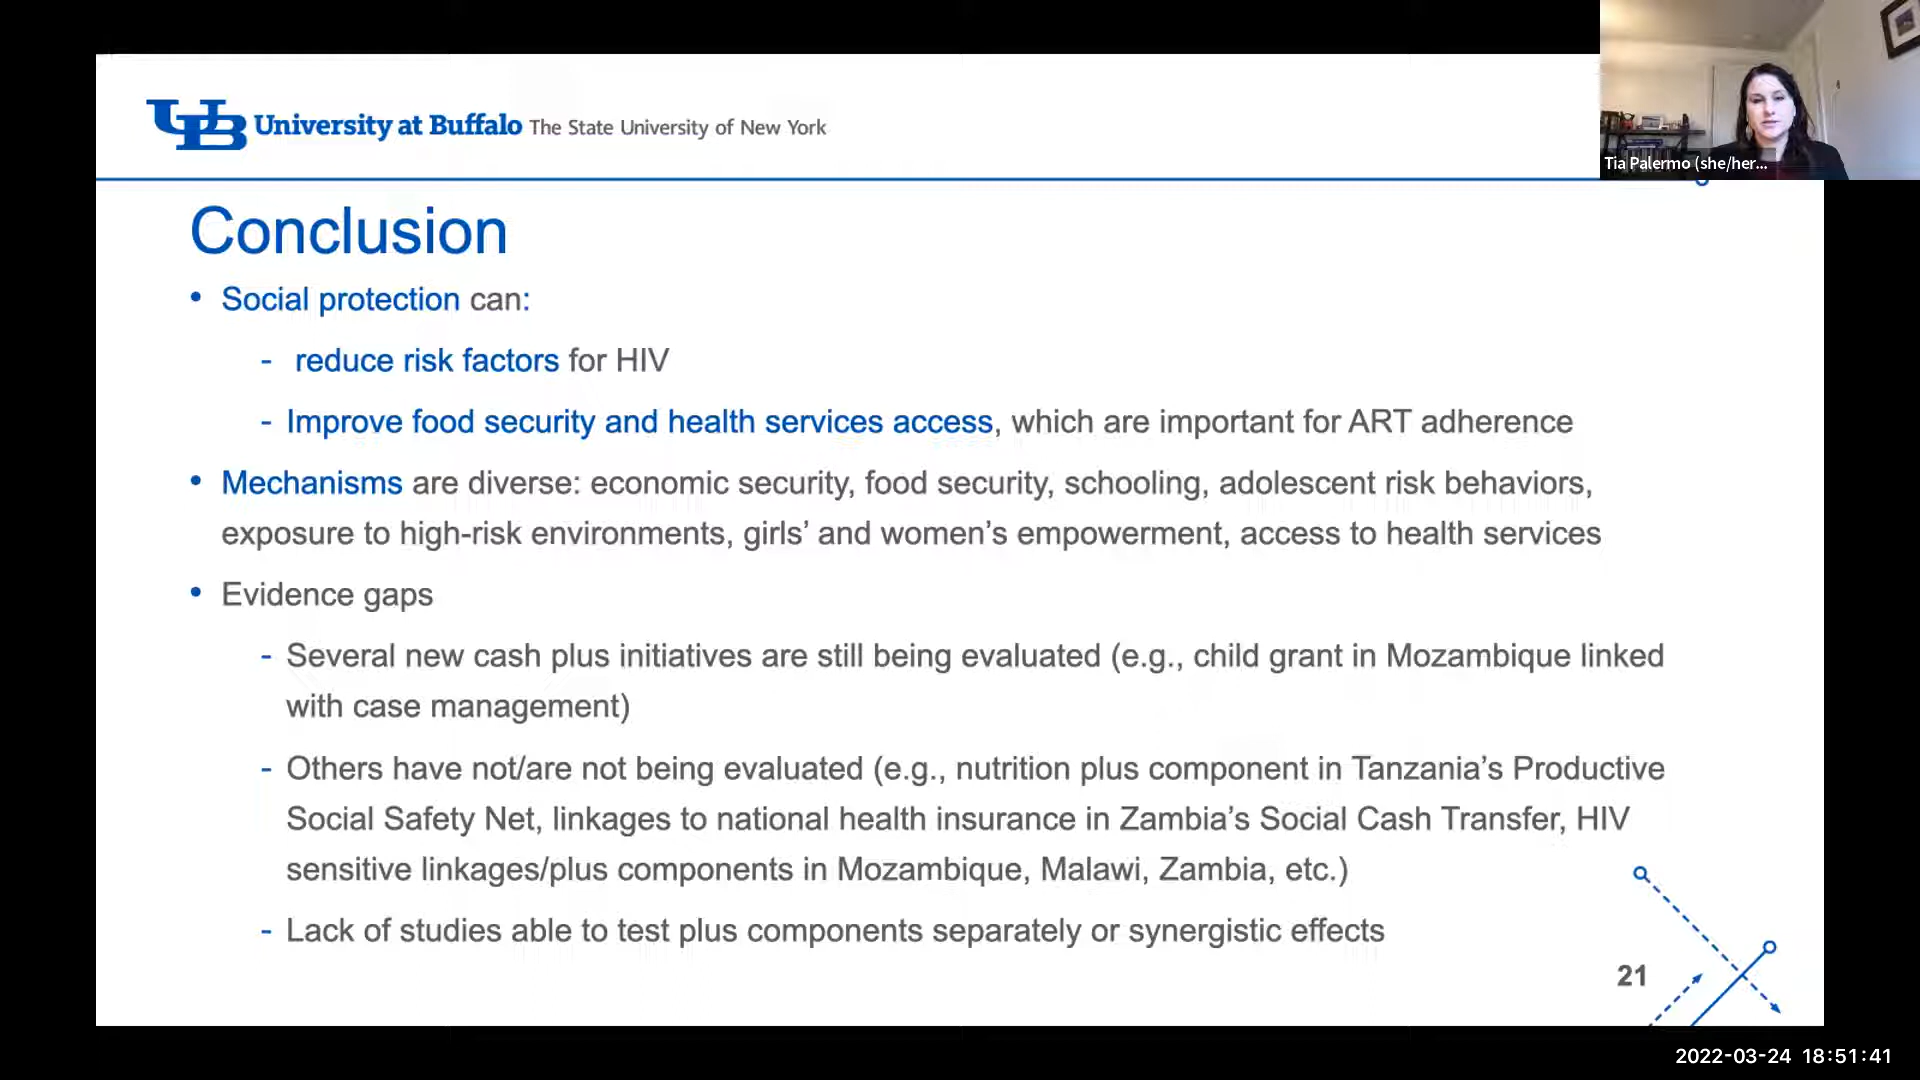 UB University at Buffalo The State University of New York
Tia Palermo (she/her...
Conclusion
• Social protection can:
- reduce risk factors for HIV
- Improve food security and health services access, which are important for ART adherence
• Mechanisms are diverse: economic security, food security, schooling, adolescent risk behaviors,
exposure to high-risk environments, girls’ and women’s empowerment, access to health services
• Evidence gaps
- Several new cash plus initiatives are still being evaluated (e.g., child grant in Mozambique linked
with case management)
- Others have not/are not being evaluated (e.g., nutrition plus component in Tanzania’s Productive
Social Safety Net, linkages to national health insurance in Zambia’s Social Cash Transfer, HIV
sensitive linkages/plus components in Mozambique, Malawi, Zambia, etc.)
- Lack of studies able to test plus components separately or synergistic effects
21
2022-03-24 18:51:41